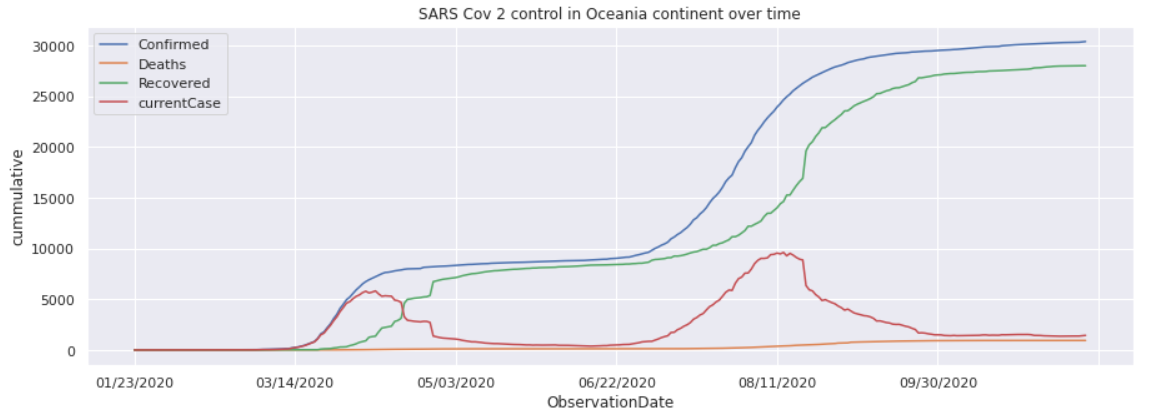 SARS Cov 2 control in Oceania continent over time
Confirmed
Deaths
Recovered
currentCase
cummulative
30000
25000
20000
15000
10000
5000
0
01/23/2020 03/14/2020 05/03/2020 06/22/2020 08/11/2020 09/30/2020
ObservationDate